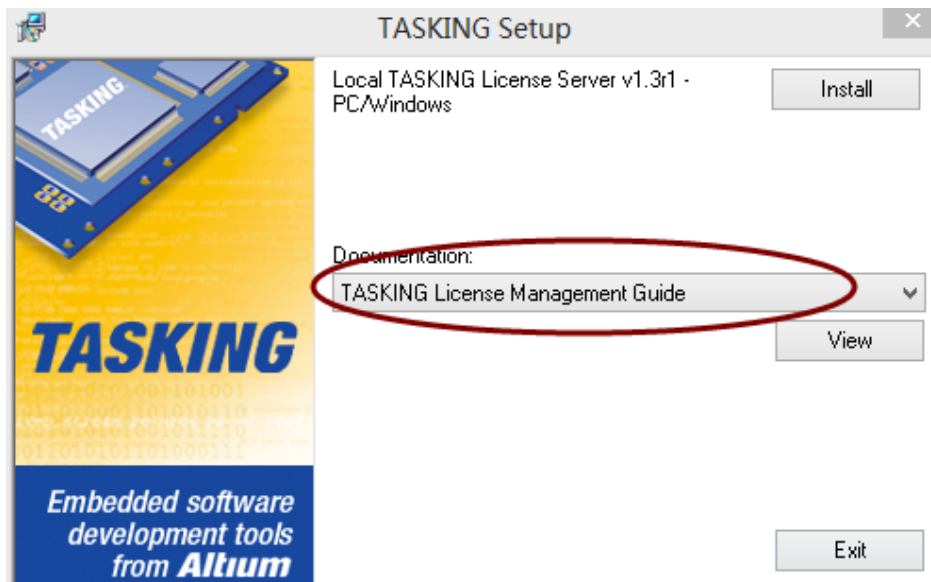 TASKING Setup
TASKING
Local TASKING License Server v1.3r1 -
PC/Windows
Install
Documentation:
TASKING License Management Guide
View
TASKING
Embedded software
development tools
from Altium
Exit